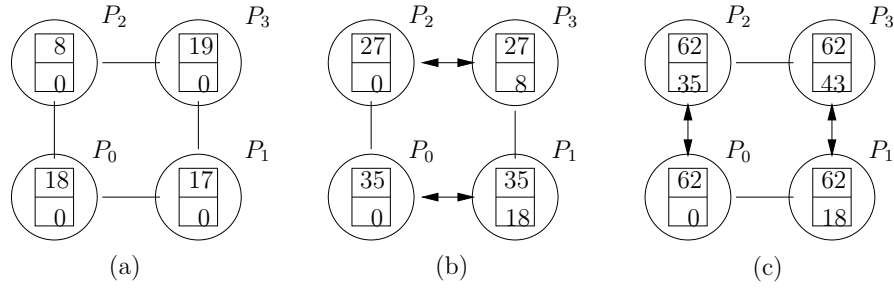 P2 P3 P2 P3 P2 P3
8 19 27 27 62 62
0 0 0 8 35 43
P0 P1 P0 P1 P0 P1
18 17 35 35 62 62
0 0 0 18 0 18
(a) (b) (c)